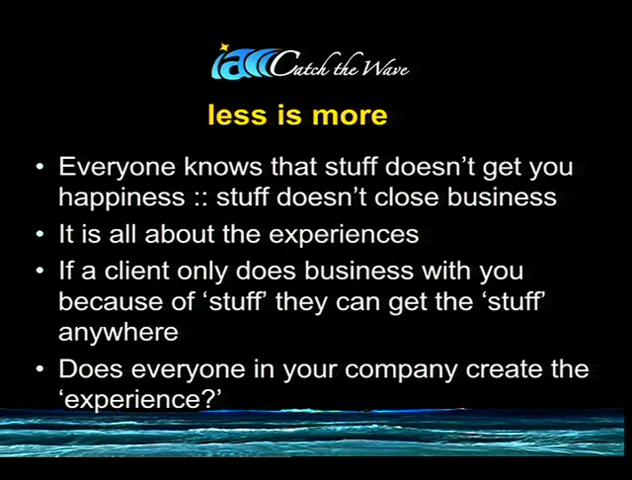 iacc Catch the Wave
less is more
• Everyone knows that stuff doesn't get you
happiness :: stuff doesn't close business
• It is all about the experiences
• If a client only does business with you
because of ‘stuff’ they can get the ‘stuff’
anywhere
• Does everyone in your company create the
‘experience?’